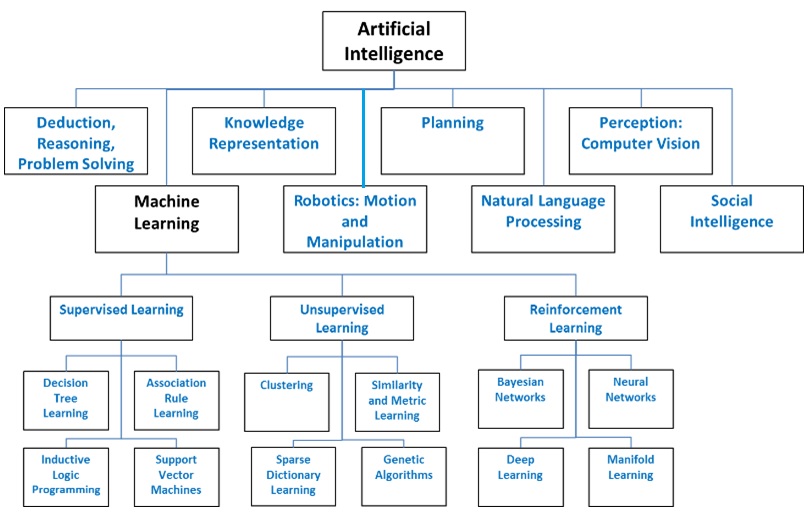 Artificial
Intelligence
Deduction,
Reasoning,
Problem Solving
Knowledge
Representation
Planning
Perception:
Computer Vision
Machine
Learning
Robotics: Motion
and
Manipulation
Natural Language
Processing
Social
Intelligence
Supervised Learning
Unsupervised
Learning
Reinforcement
Learning
Decision
Tree
Learning
Association
Rule
Learning
Clustering
Similarity
and Metric
Learning
Bayesian
Networks
Neural
Networks
Inductive
Logic
Programming
Support
Vector
Machines
Sparse
Dictionary
Learning
Genetic
Algorithms
Deep
Learning
Manifold
Learning